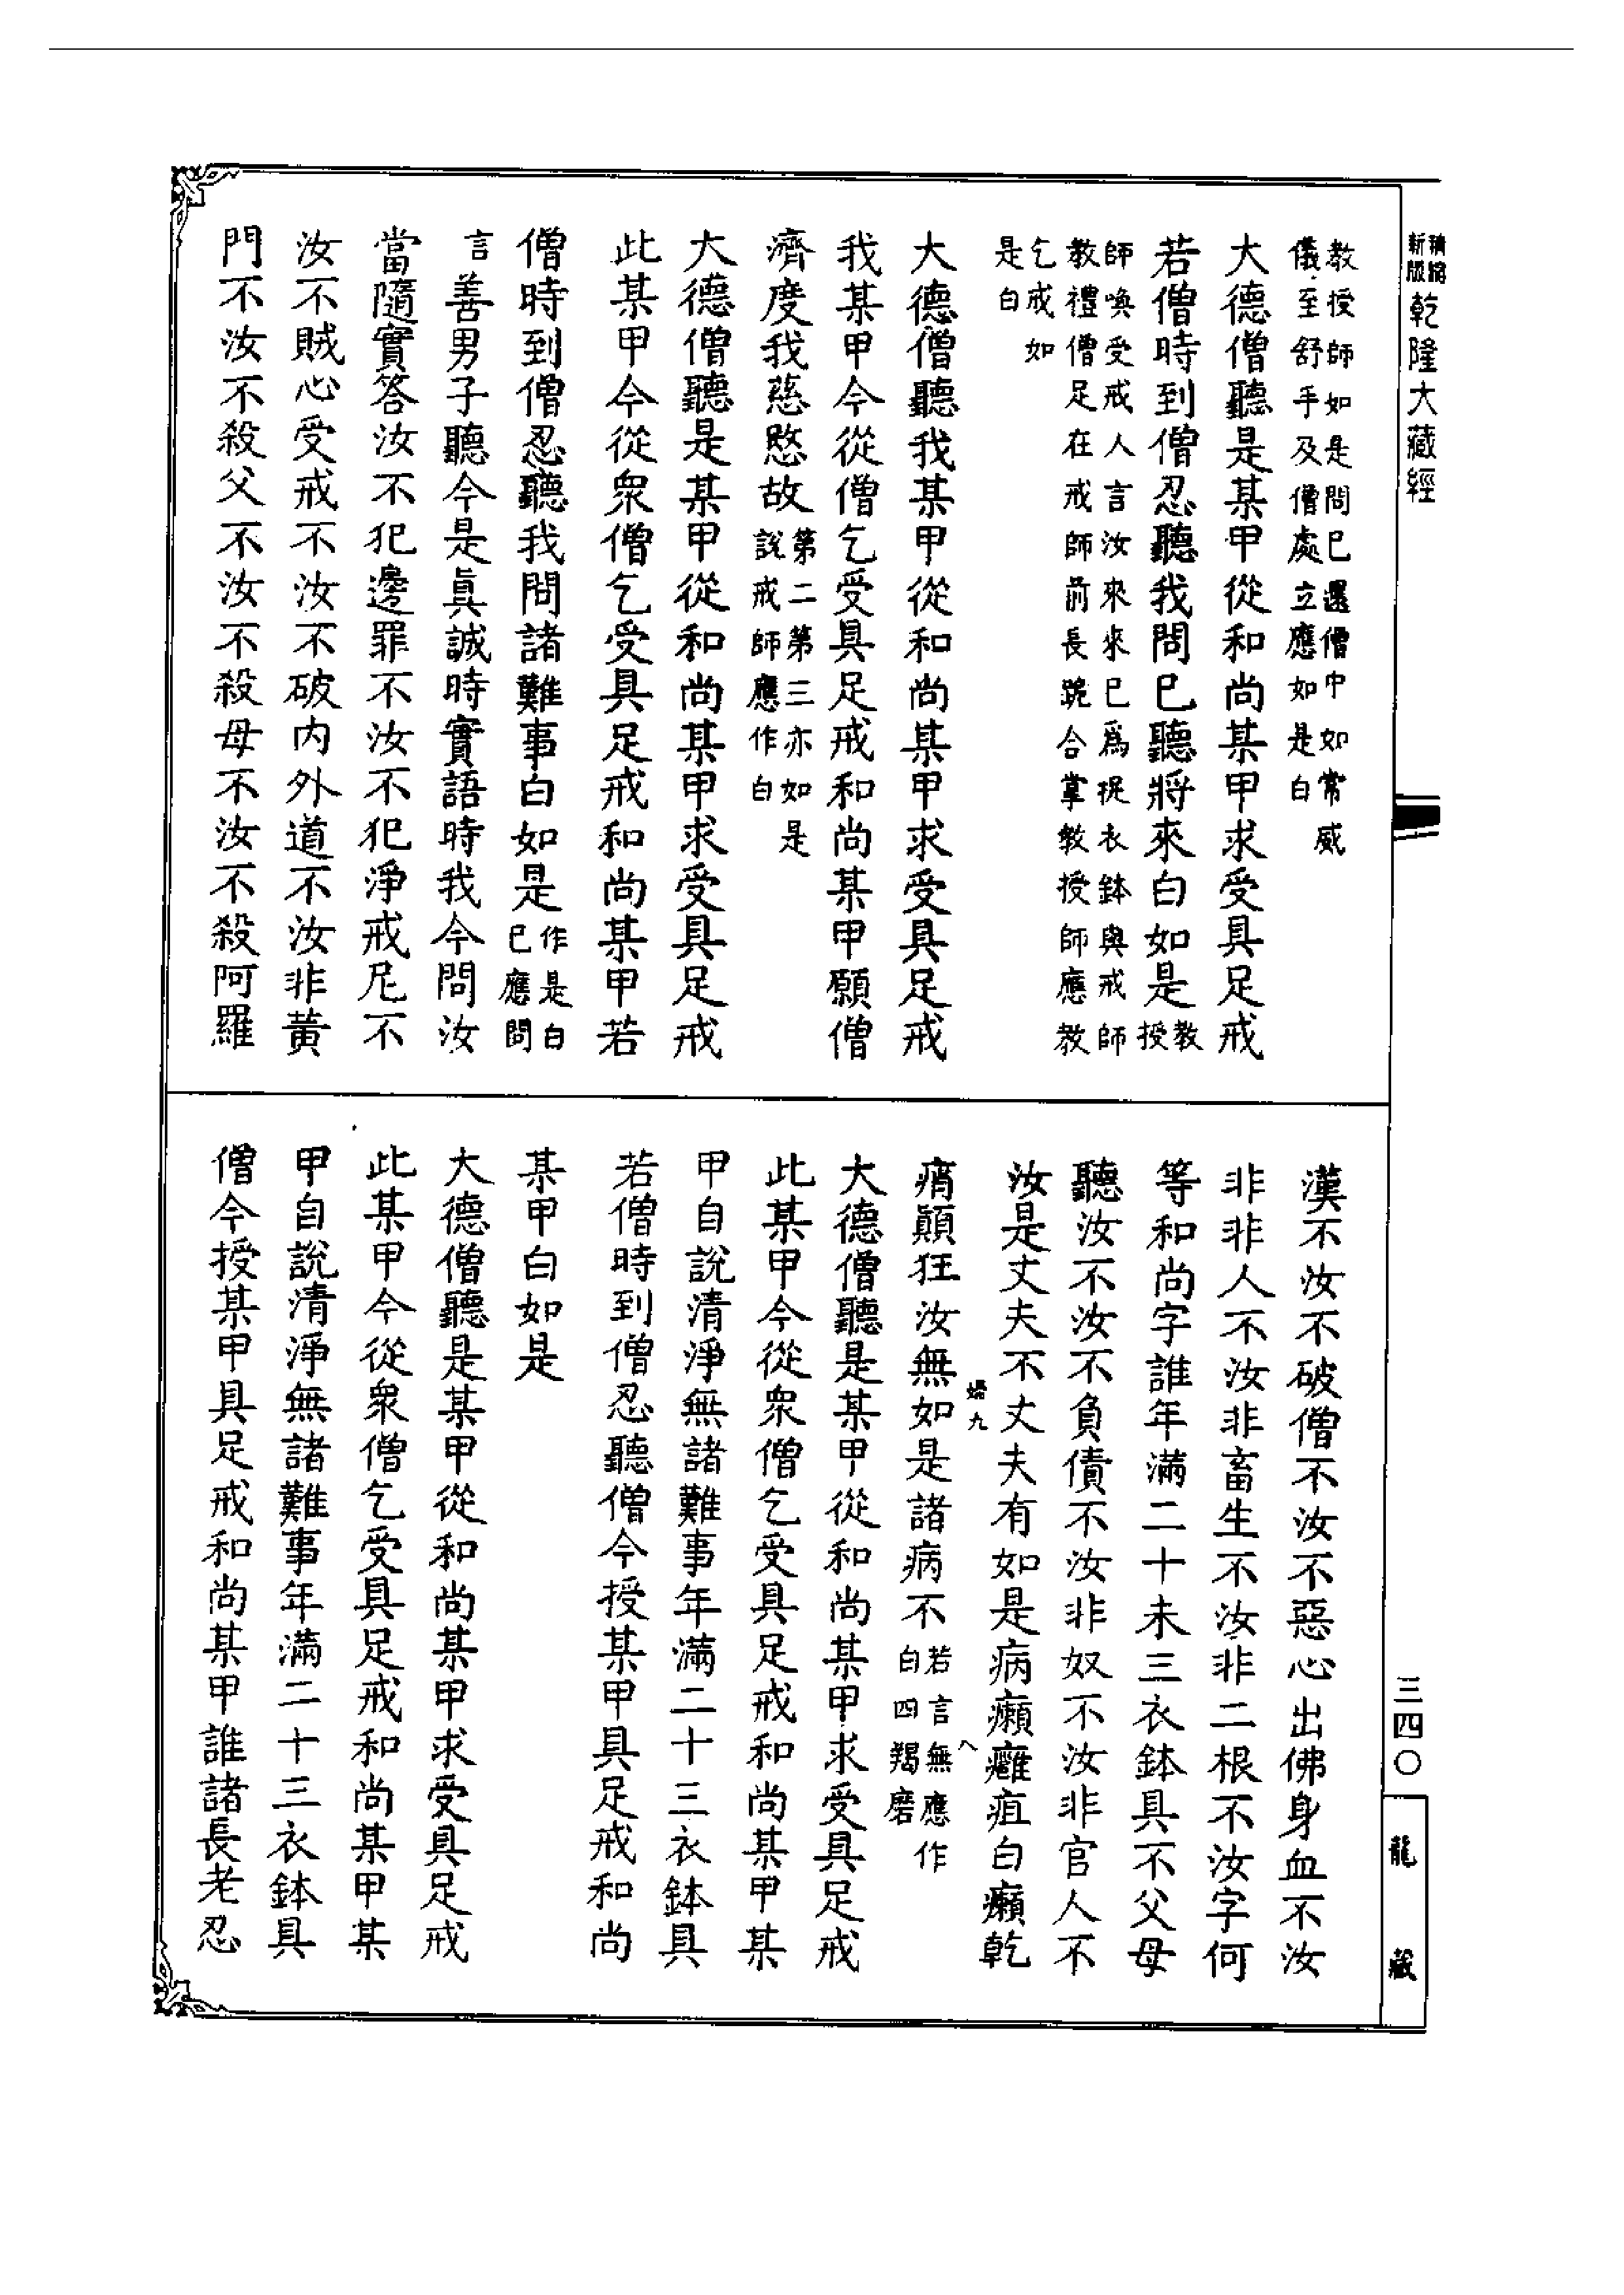 精縮
新版
乾隆大藏經
教授師如是問已還僧中如常威
儀至舒手及僧處立應如是白
大德僧聽是某甲從和尚某甲求受具足戒
若僧時到僧忍聽我問已聽將來白如是教
授
師喚受戒人言汝來來已爲捉衣鉢與戒師
教禮僧足在戒師前長跪合掌教授師應教
乞戒如
是白
大德僧聽我某甲從和尚某甲求受具足戒
我某甲今從僧乞受具足戒和尚某甲願僧
濟度我慈愍故第二第三亦如是
說戒師應作白
大德僧聽是某甲從和尚某甲求受具足戒
此某甲今從眾僧乞受具足戒和尚某甲若
僧時到僧忍聽我問諸難事白如是作是白
已應問
言善男子聽今是眞誠時實語時我今問汝
當隨實答汝不犯邊罪不汝不犯淨戒尼不
汝不賊心受戒不汝不破内外道不汝非黃
門不汝不殺父不汝不殺母不汝不殺阿羅
漢不汝不破僧不汝不惡心出佛身血不汝
非非人不汝非畜生不汝非二根不汝字何
等和尚字誰年滿二十未三衣鉢具不父母
聽汝不汝不負債不汝非奴不汝非官人不
汝是丈夫不丈夫有如是病癩癰疽白癩乾
九
八
痟顚狂汝無如是諸病不若言無應作
白四羯磨
大德僧聽是某甲從和尚某甲求受具足戒
此某甲今從眾僧乞受具足戒和尚某甲某
甲自說清淨無諸難事年滿二十三衣鉢具
若僧時到僧忍聽僧今授某甲具足戒和尚
某甲白如是
大德僧聽是某甲從和尚某甲求受具足戒
此某甲今從眾僧乞受具足戒和尚某甲某
甲自說清淨無諸難事年滿二十三衣鉢具
僧今授某甲具足戒和尚某甲誰諸長老忍
三四〇
龍藏